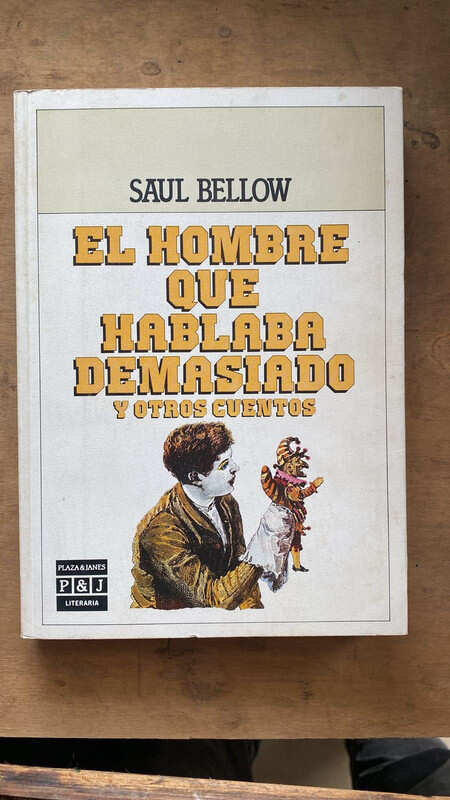 SAUL BELLOW
EL HOMBRE
QUE
HABLABA
DEMASIADO
Y OTROS CUENTOS
PLAZA & JANES
P&J
LITERARIA